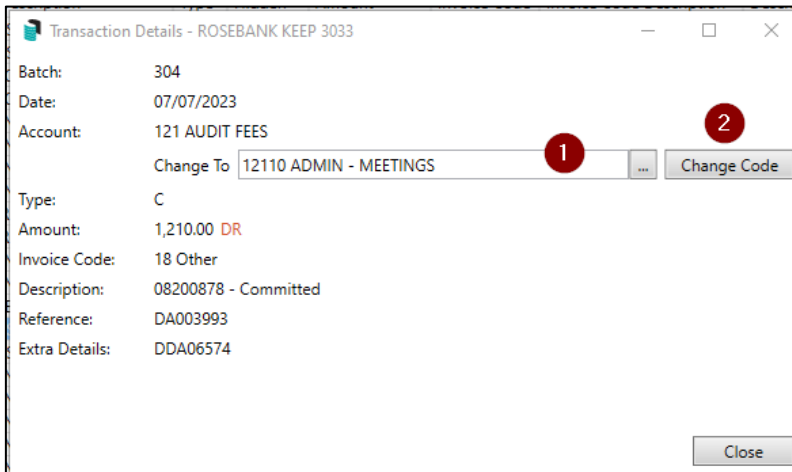 Transaction Details - ROSEBANK KEEP 3033
Batch: 304
Date: 07/07/2023
Account: 121 AUDIT FEES
2
Change To 12110 ADMIN - MEETINGS 1 ... Change Code
Type: C
Amount: 1,210.00 DR
Invoice Code: 18 Other
Description: 08200878 - Committed
Reference: DA003993
Extra Details: DDA06574
Close